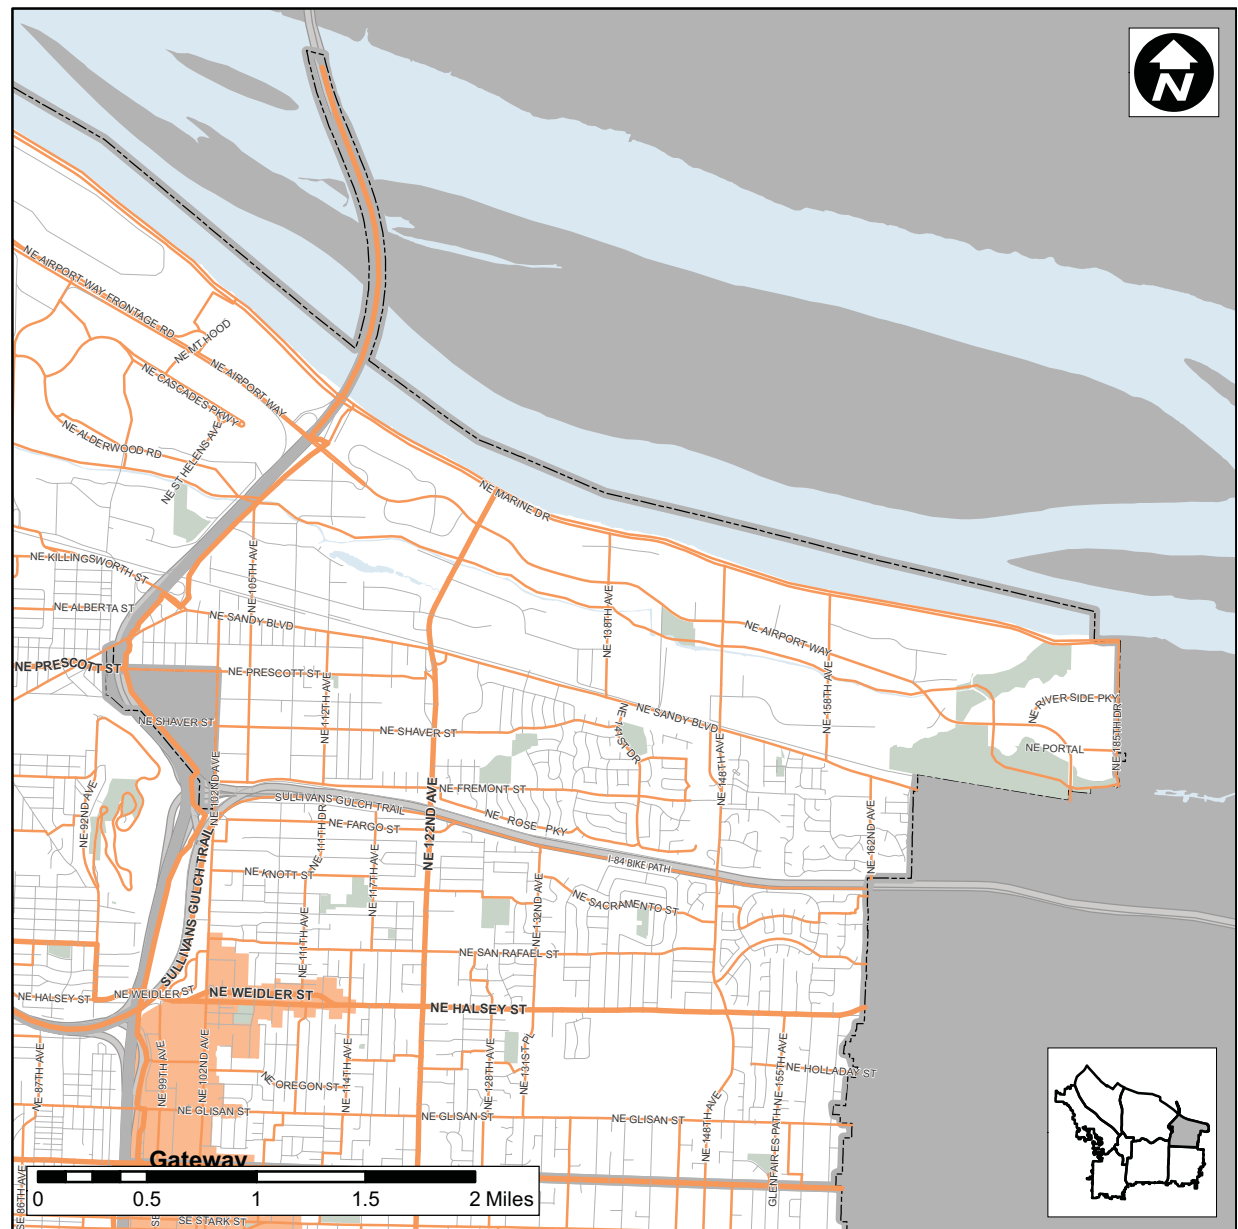 N
NE AIRPORT WAY FRONTAGE RD
NE MT HOOD
NE AIRPORT WAY
NE CASCADES PKWY
NE ALDERWOOD RD
NE ST HELENS AVE
NE MARINE DR
NE KILLINGSWORTH ST
NE 105TH AVE
NE ALBERTA ST
NE SANDY BLVD
NE 138TH AVE
NE AIRPORT WAY
NE PRESCOTT ST
NE PRESCOTT ST
NE 112TH AVE
NE 158TH AVE
NE RIVER SIDE PKY
NE SHAVER ST
NE SHAVER ST
NE 141ST DR
NE SANDY BLVD
NE PORTAL
NE 185TH DR
NE 102ND AVE
NE 148TH AVE
NE 92ND AVE
SULLIVANS GULCH TRAIL
NE 122ND AVE
NE FREMONT ST
NE FARGO ST
NE ROSE PKY
NE 111TH DR
NE 162ND AVE
I-84 BIKE PATH
SULLIVANS GULCH TRAIL
NE KNOTT ST
NE 117TH AVE
NE 132ND AVE
NE SACRAMENTO ST
NE 111TH AVE
NE SAN RAFAEL ST
NE HALSEY ST
NE WEIDLER ST
NE WEIDLER ST
NE HALSEY ST
NE 87TH AVE
NE 99TH AVE
NE 102ND AVE
NE OREGON ST
NE 114TH AVE
NE 128TH AVE
NE 131ST PL
NE 155TH AVE
NE HOLLADAY ST
NE GLISAN ST
NE GLISAN ST
NE GLISAN ST
NE 148TH AVE
GLENFAIR ES PATH
Gateway
SE 86TH AVE
0 0.5 1 1.5 2 Miles
SE
SE STARK ST